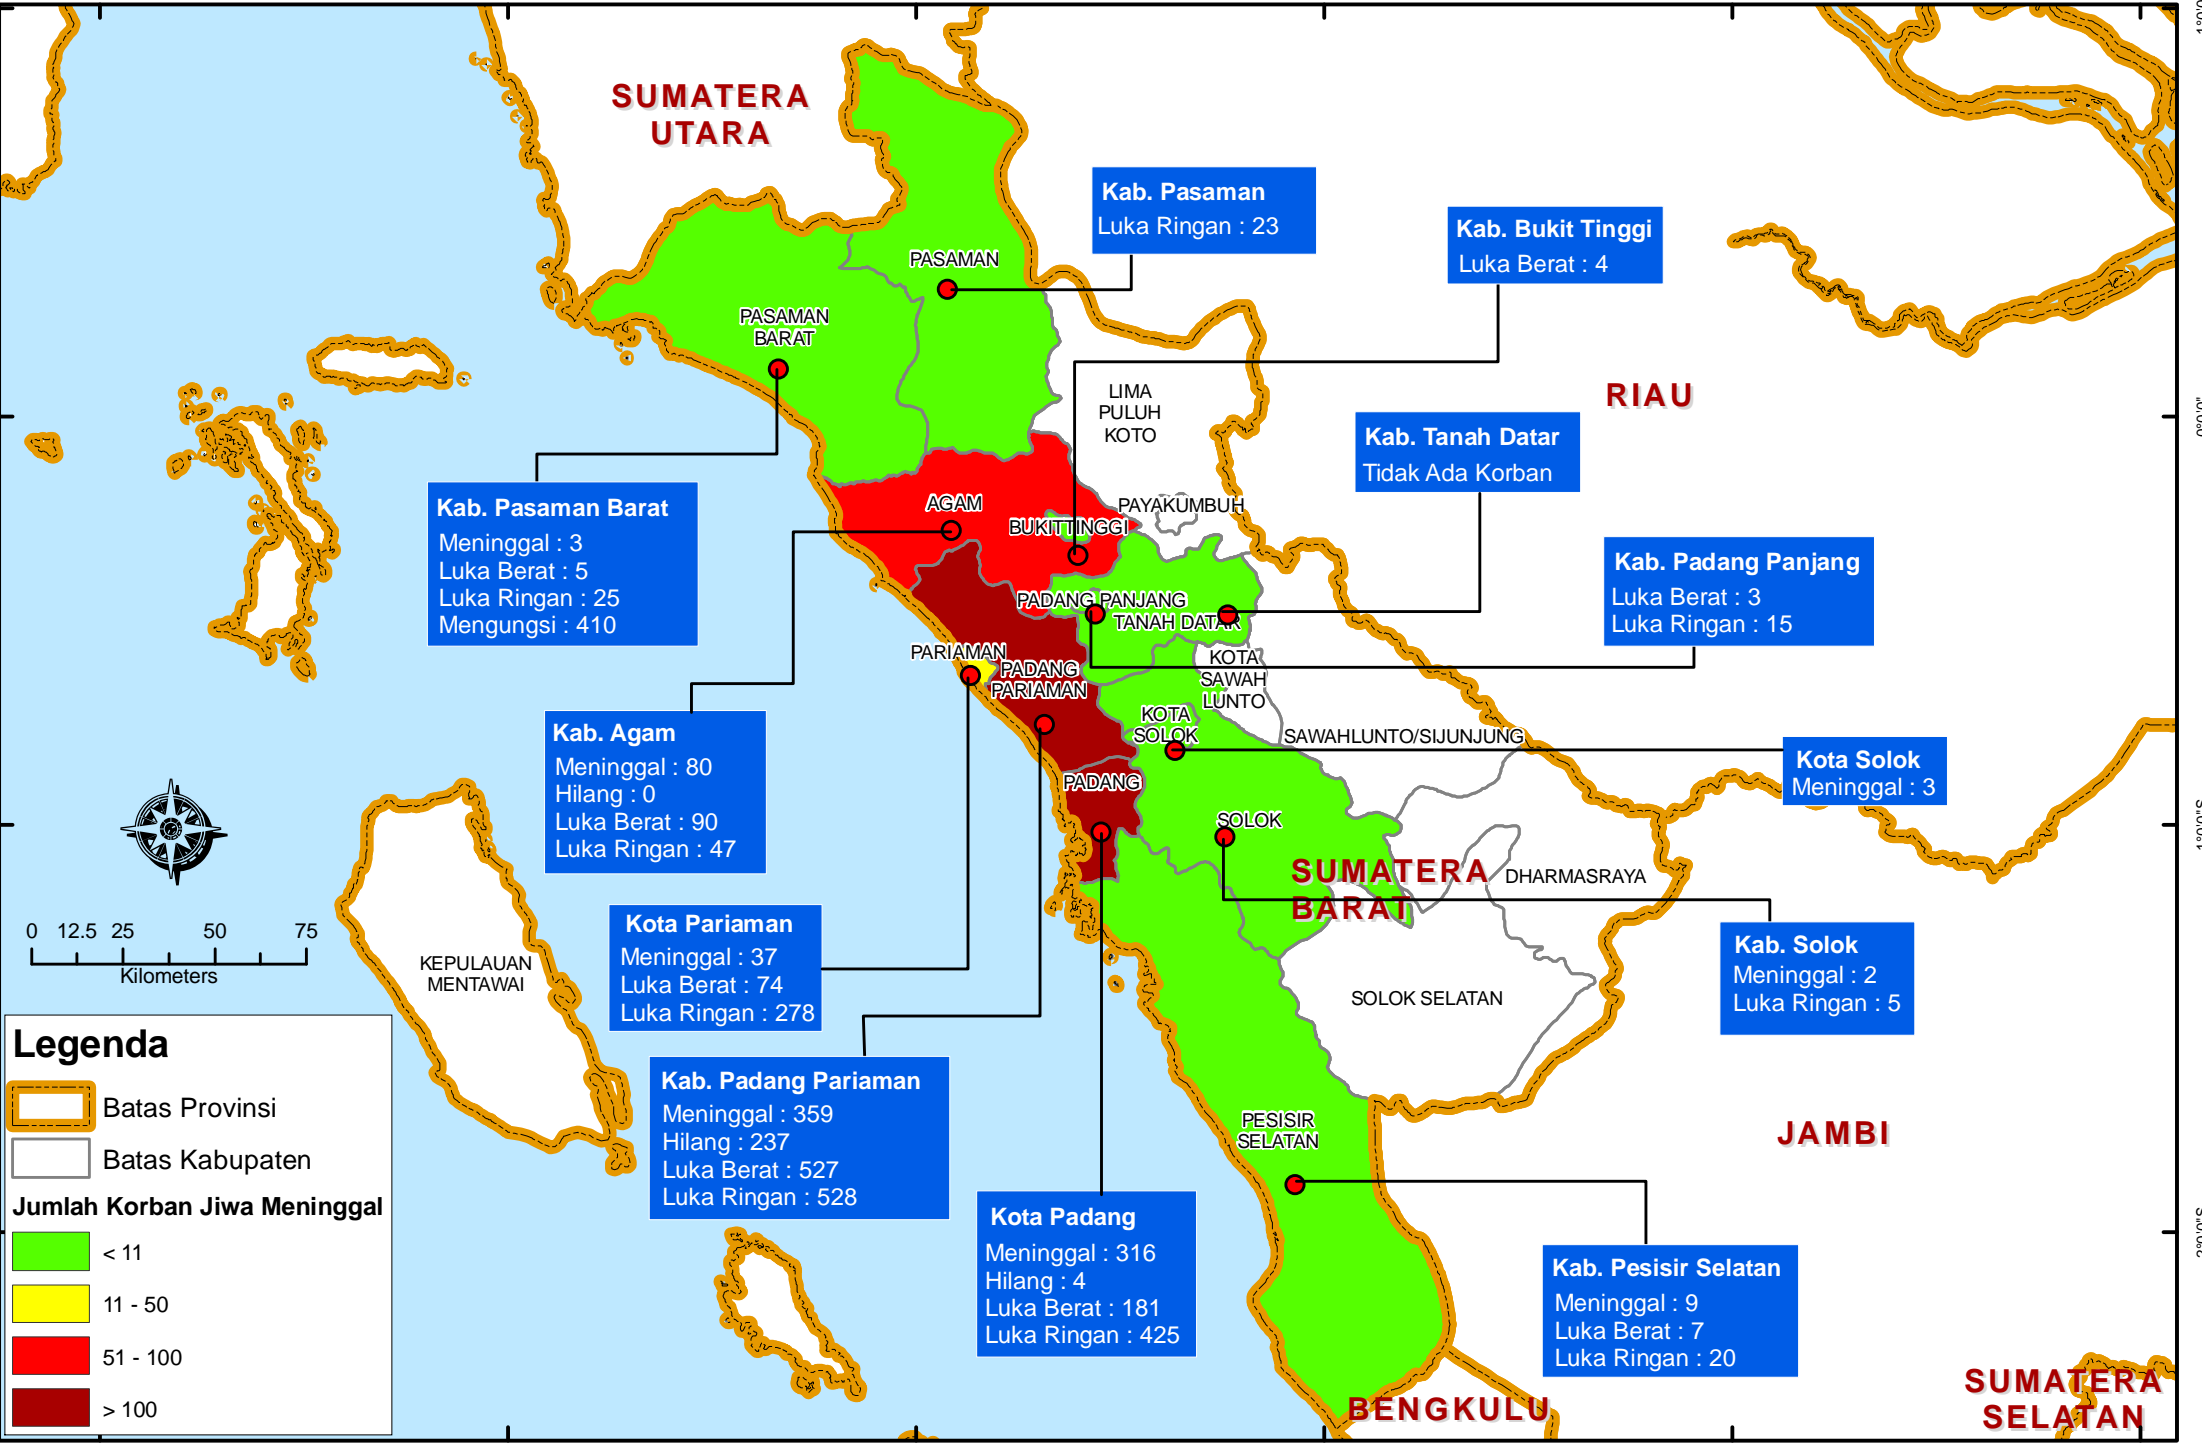 SUMATERA
UTARA
Kab. Pasaman
Luka Ringan : 23
Kab. Bukit Tinggi
Luka Berat : 4
PASAMAN
PASAMAN
BARAT
RIAU
LIMA
PULUH
KOTO
Kab. Tanah Datar
Tidak Ada Korban
0°0'0"
Kab. Pasaman Barat
Meninggal : 3
Luka Berat : 5
Luka Ringan : 25
Mengungsi : 410
AGAM
BUKITTINGGI
PAYAKUMBUH
Kab. Padang Panjang
Luka Berat : 3
Luka Ringan : 15
PADANG PANJANG
TANAH DATAR
PARIAMAN
PADANG
PARIAMAN
KOTA
SAWAH
LUNTO
KOTA
SOLOK
SAWAHLUNTO/SIJUNJUNG
Kab. Agam
Meninggal : 80
Hilang : 0
Luka Berat : 90
Luka Ringan : 47
Kota Solok
Meninggal : 3
PADANG
SOLOK
SUMATERA
BARAT
DHARMASRAYA
1°0'0"S
0 12.5 25 50 75
Kilometers
KEPULAUAN
MENTAWAI
Kota Pariaman
Meninggal : 37
Luka Berat : 74
Luka Ringan : 278
Kab. Solok
Meninggal : 2
Luka Ringan : 5
SOLOK SELATAN
Legenda
Batas Provinsi
Batas Kabupaten
Jumlah Korban Jiwa Meninggal
< 11
11 - 50
51 - 100
> 100
Kab. Padang Pariaman
Meninggal : 359
Hilang : 237
Luka Berat : 527
Luka Ringan : 528
PESISIR
SELATAN
JAMBI
Kota Padang
Meninggal : 316
Hilang : 4
Luka Berat : 181
Luka Ringan : 425
2°0'0"S
Kab. Pesisir Selatan
Meninggal : 9
Luka Berat : 7
Luka Ringan : 20
BENGKULU
SUMATERA
SELATAN